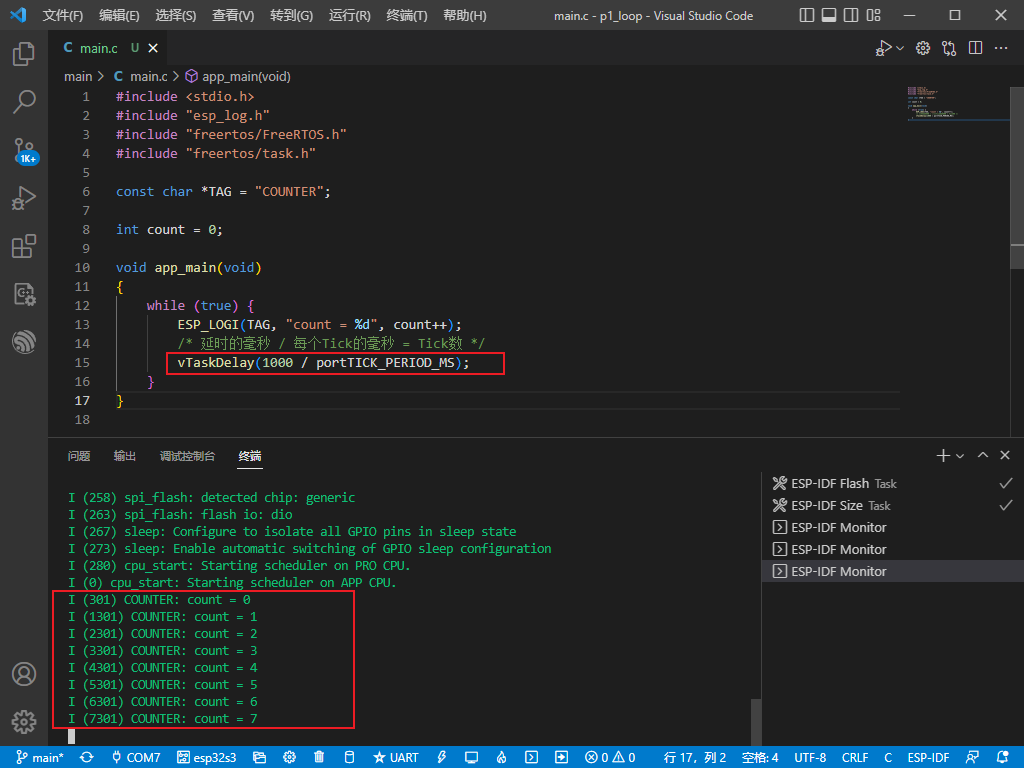 文件(F) 编辑(E) 选择(S) 查看(V) 转到(G) 运行(R) 终端(T) 帮助(H) main.c - p1_loop - Visual Studio Code
C main.c U
main > C main.c > app_main(void)
1 #include <stdio.h>
2 #include "esp_log.h"
3 #include "freertos/FreeRTOS.h"
4 #include "freertos/task.h"
5
6 const char *TAG = "COUNTER";
7
8 int count = 0;
9
10 void app_main(void)
11 {
12 while (true) {
13 ESP_LOGI(TAG, "count = %d", count++);
14 /* 延时的毫秒 / 每个Tick的毫秒 = Tick数 */
15 vTaskDelay(1000 / portTICK_PERIOD_MS);
16 }
17 }
18
1K+
问题 输出 调试控制台 终端
I (258) spi_flash: detected chip: generic
I (263) spi_flash: flash io: dio
I (267) sleep: Configure to isolate all GPIO pins in sleep state
I (273) sleep: Enable automatic switching of GPIO sleep configuration
I (280) cpu_start: Starting scheduler on PRO CPU.
I (0) cpu_start: Starting scheduler on APP CPU.
I (301) COUNTER: count = 0
I (1301) COUNTER: count = 1
I (2301) COUNTER: count = 2
I (3301) COUNTER: count = 3
I (4301) COUNTER: count = 4
I (5301) COUNTER: count = 5
I (6301) COUNTER: count = 6
I (7301) COUNTER: count = 7
ESP-IDF Flash Task
ESP-IDF Size Task
ESP-IDF Monitor
ESP-IDF Monitor
ESP-IDF Monitor
main* COM7 esp32s3 UART 0 0 行 17，列 2 空格: 4 UTF-8 CRLF C ESP-IDF